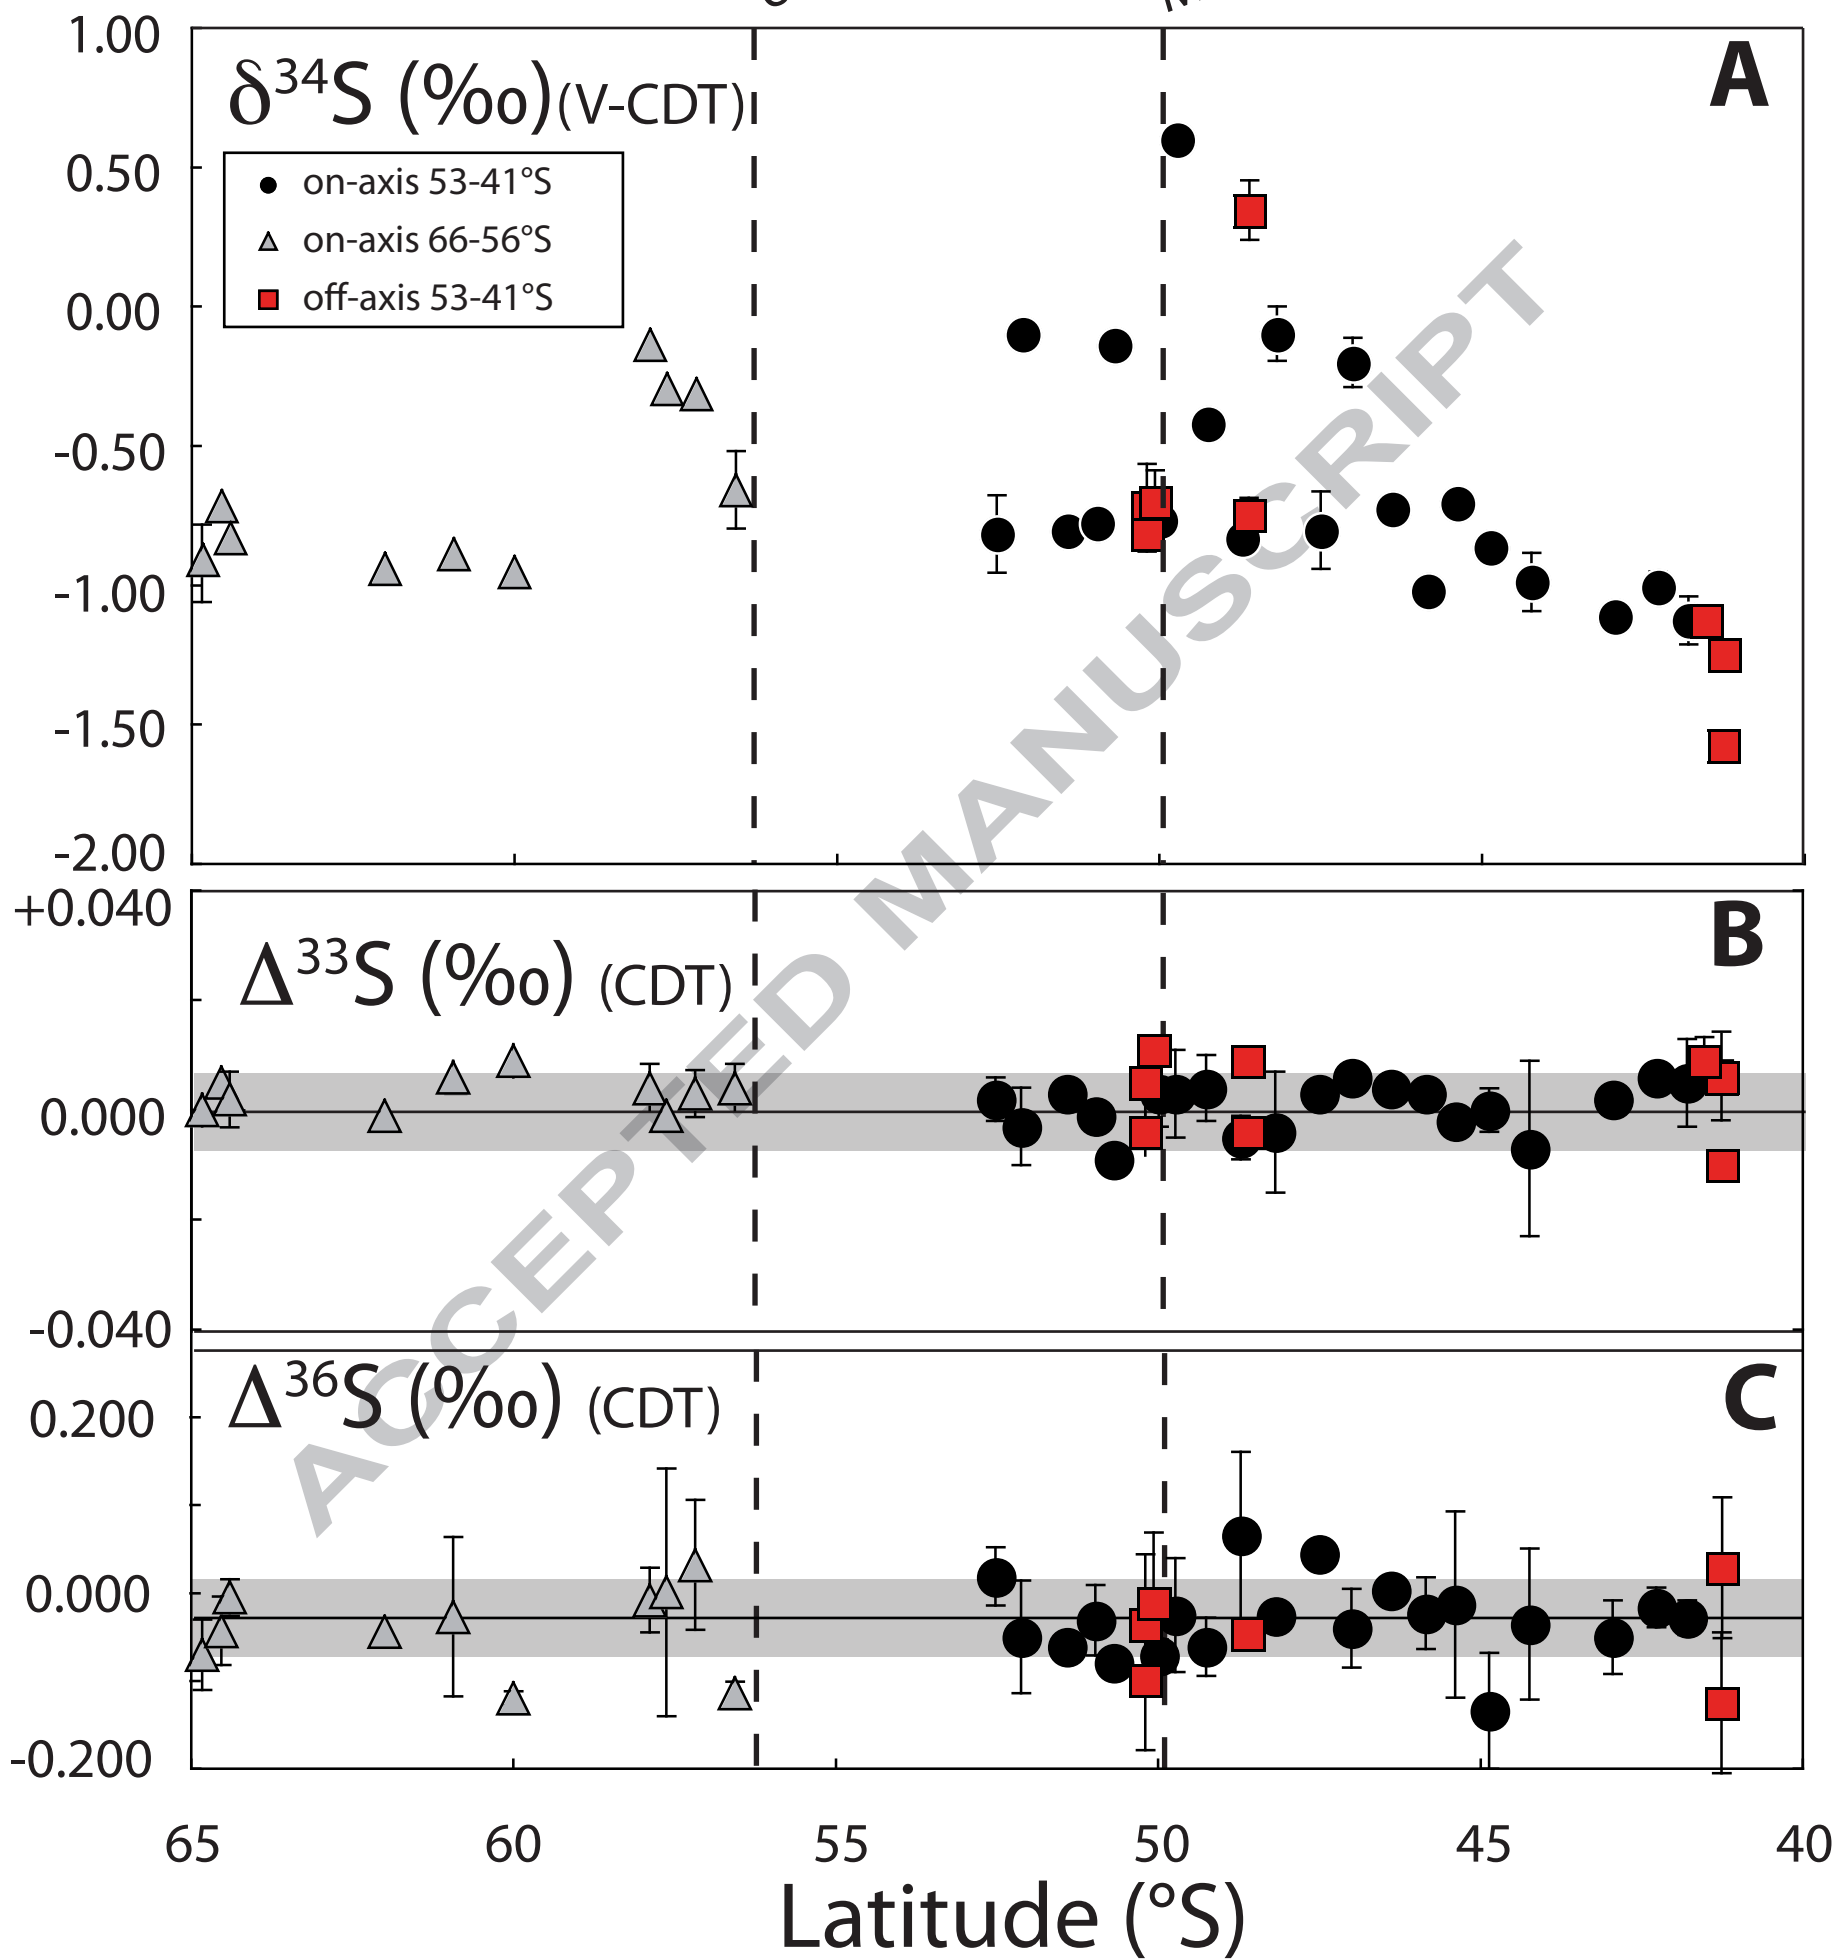 1.00
δ34S (‰)(V-CDT)
A
0.50
on-axis 53-41°S
on-axis 66-56°S
off-axis 53-41°S
0.00
-0.50
-1.00
-1.50
-2.00
ACCEPTED MANUSCRIPT
+0.040
Δ33S (‰) (CDT)
B
0.000
-0.040
Δ36S (‰) (CDT)
C
0.200
0.000
-0.200
65 60 55 50 45 40
Latitude (°S)